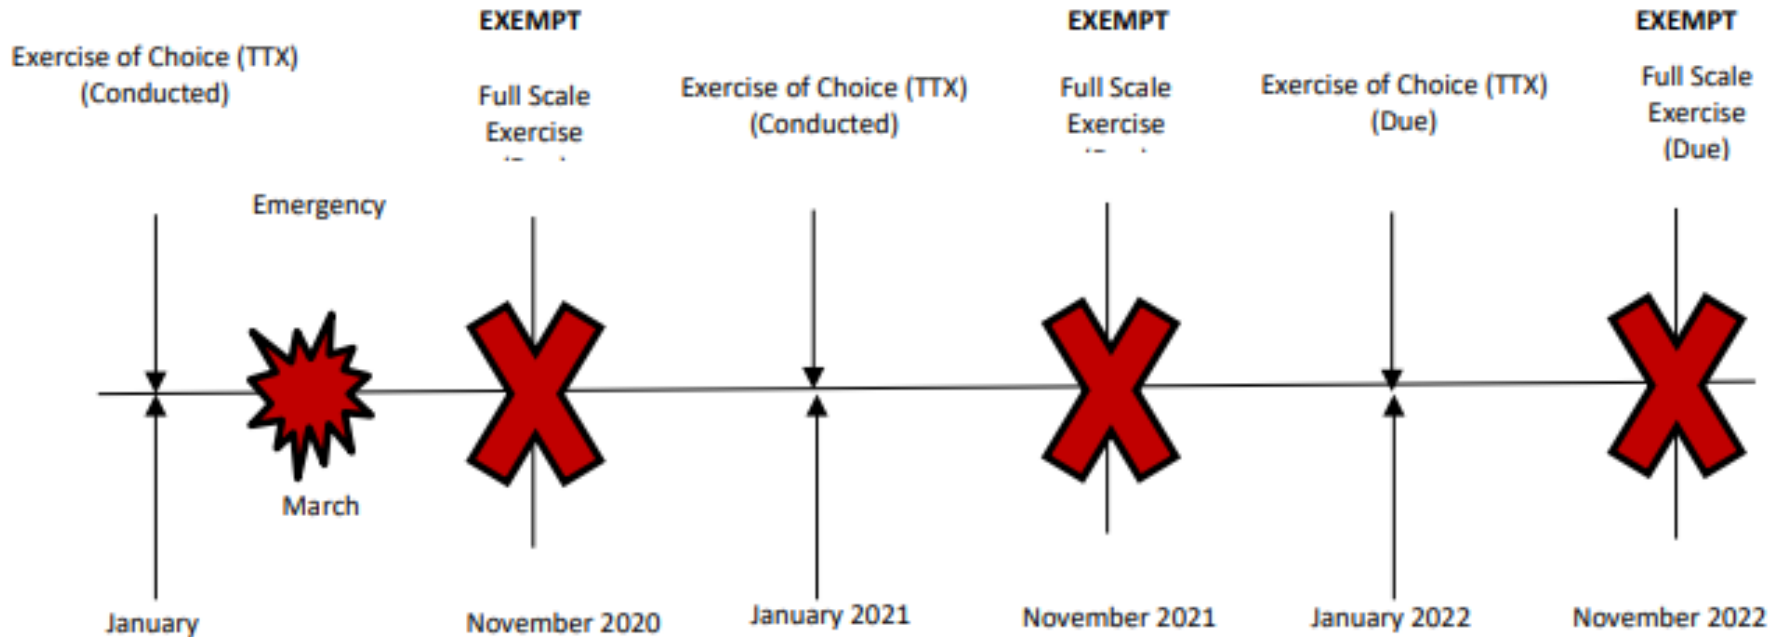 EXEMPT
EXEMPT
EXEMPT
Exercise of Choice (TTX)
(Conducted)
Full Scale
Exercise
Exercise of Choice (TTX)
(Conducted)
Full Scale
Exercise
Exercise of Choice (TTX)
(Due)
Full Scale
Exercise
(Due)
Emergency
March
January
November 2020
January 2021
November 2021
January 2022
November 2022